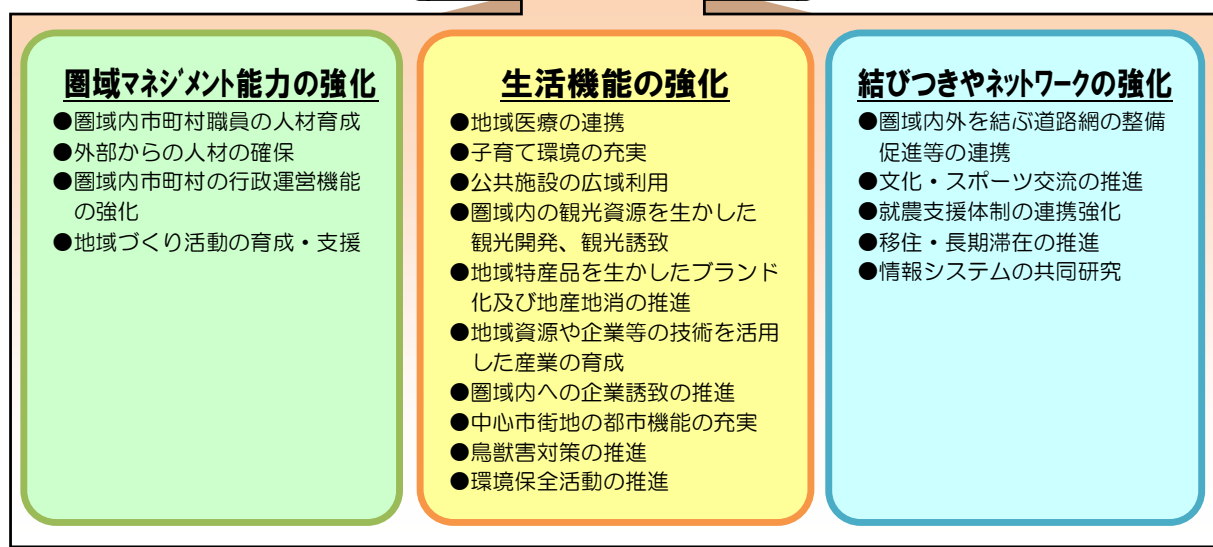 圏域マネジメント能力の強化
●圏域内市町村職員の人材育成
●外部からの人材の確保
●圏域内市町村の行政運営機能
の強化
●地域づくり活動の育成・支援
生活機能の強化
●地域医療の連携
●子育て環境の充実
●公共施設の広域利用
●圏域内の観光資源を生かした
観光開発、観光誘致
●地域特産品を生かしたブランド
化及び地産地消の推進
●地域資源や企業等の技術を活用
した産業の育成
●圏域内への企業誘致の推進
●中心市街地の都市機能の充実
●鳥獣害対策の推進
●環境保全活動の推進
結びつきやネットワークの強化
●圏域内外を結ぶ道路網の整備
促進等の連携
●文化・スポーツ交流の推進
●就農支援体制の連携強化
●移住・長期滞在の推進
●情報システムの共同研究